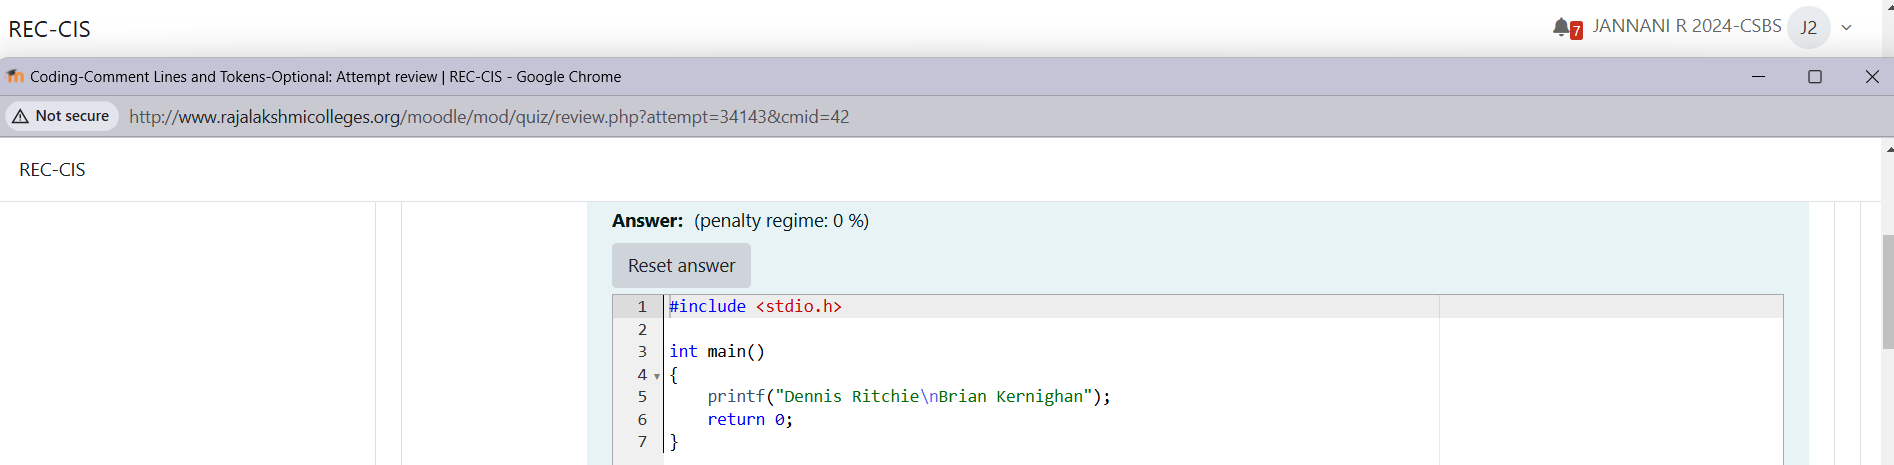 REC-CIS
7 JANNANI R 2024-CSBS J2
Coding-Comment Lines and Tokens-Optional: Attempt review | REC-CIS - Google Chrome
Not secure http://www.rajalakshmicolleges.org/moodle/mod/quiz/review.php?attempt=34143&cmid=42
REC-CIS
Answer: (penalty regime: 0 %)
Reset answer
1 #include <stdio.h>
2
3 int main()
4 {
5 printf("Dennis Ritchie\nBrian Kernighan");
6 return 0;
7 }